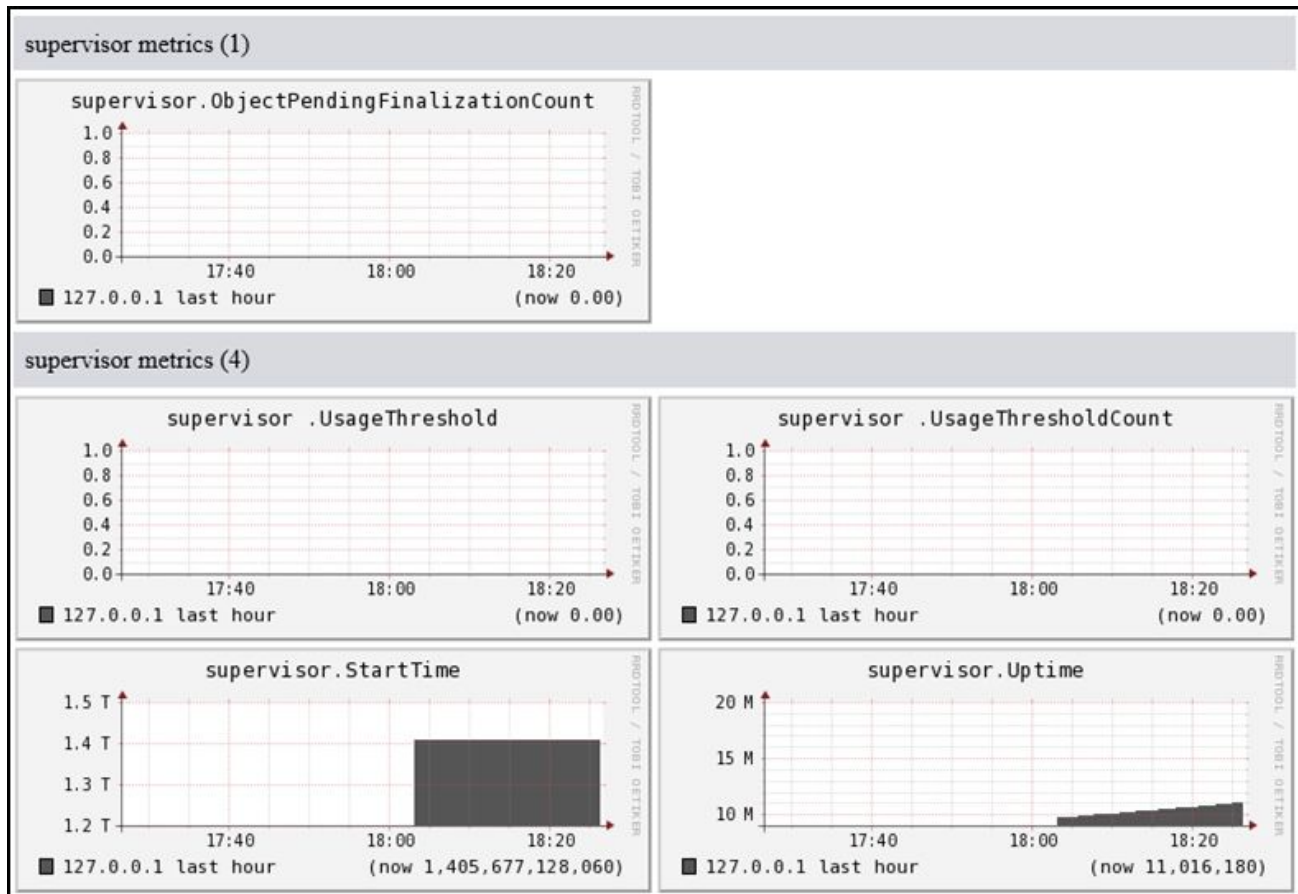 supervisor metrics (1)
supervisor.ObjectPendingFinalizationCount
1.0
0.8
0.6
0.4
0.2
0.0
17:40 18:00 18:20
127.0.0.1 last hour (now 0.00)
RRDTOOL / TOBI OETIKER
supervisor metrics (4)
supervisor .UsageThreshold
1.0
0.8
0.6
0.4
0.2
0.0
17:40 18:00 18:20
127.0.0.1 last hour (now 0.00)
RRDTOOL / TOBI OETIKER
supervisor .UsageThresholdCount
1.0
0.8
0.6
0.4
0.2
0.0
17:40 18:00 18:20
127.0.0.1 last hour (now 0.00)
RRDTOOL / TOBI OETIKER
supervisor.StartTime
1.5 T
1.4 T
1.3 T
1.2 T
17:40 18:00 18:20
127.0.0.1 last hour (now 1,405,677,128,060)
RRDTOOL / TOBI OETIKER
supervisor.Uptime
20 M
15 M
10 M
17:40 18:00 18:20
127.0.0.1 last hour (now 11,016,180)
RRDTOOL / TOBI OETIKER